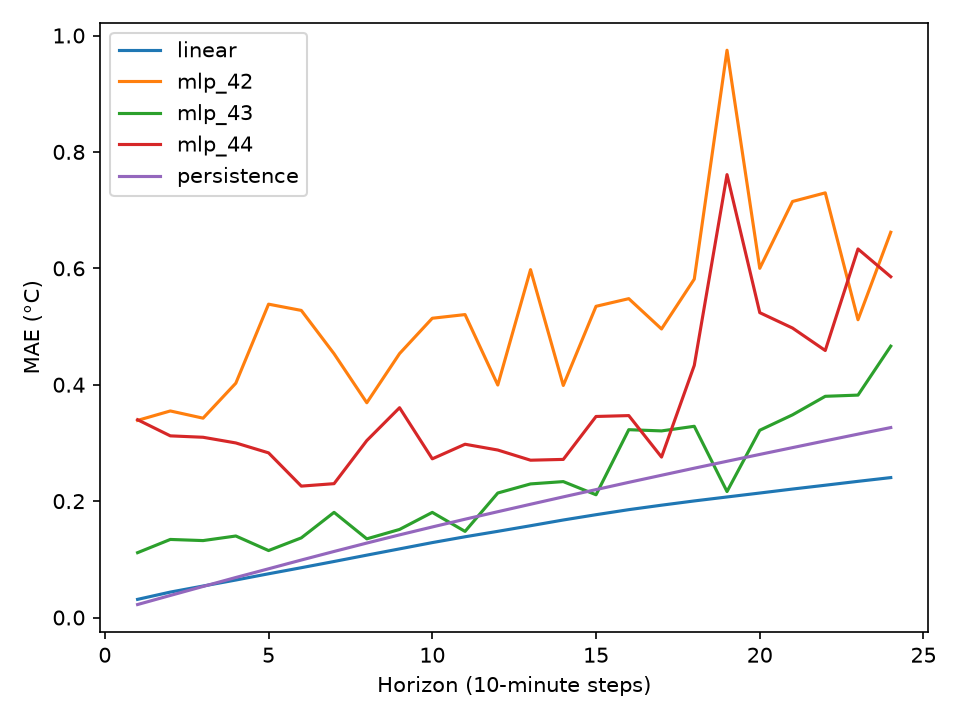 1.0
0.8
0.6
0.4
0.2
0.0
MAE (°C)
linear
mlp_42
mlp_43
mlp_44
persistence
0 5 10 15 20 25
Horizon (10-minute steps)